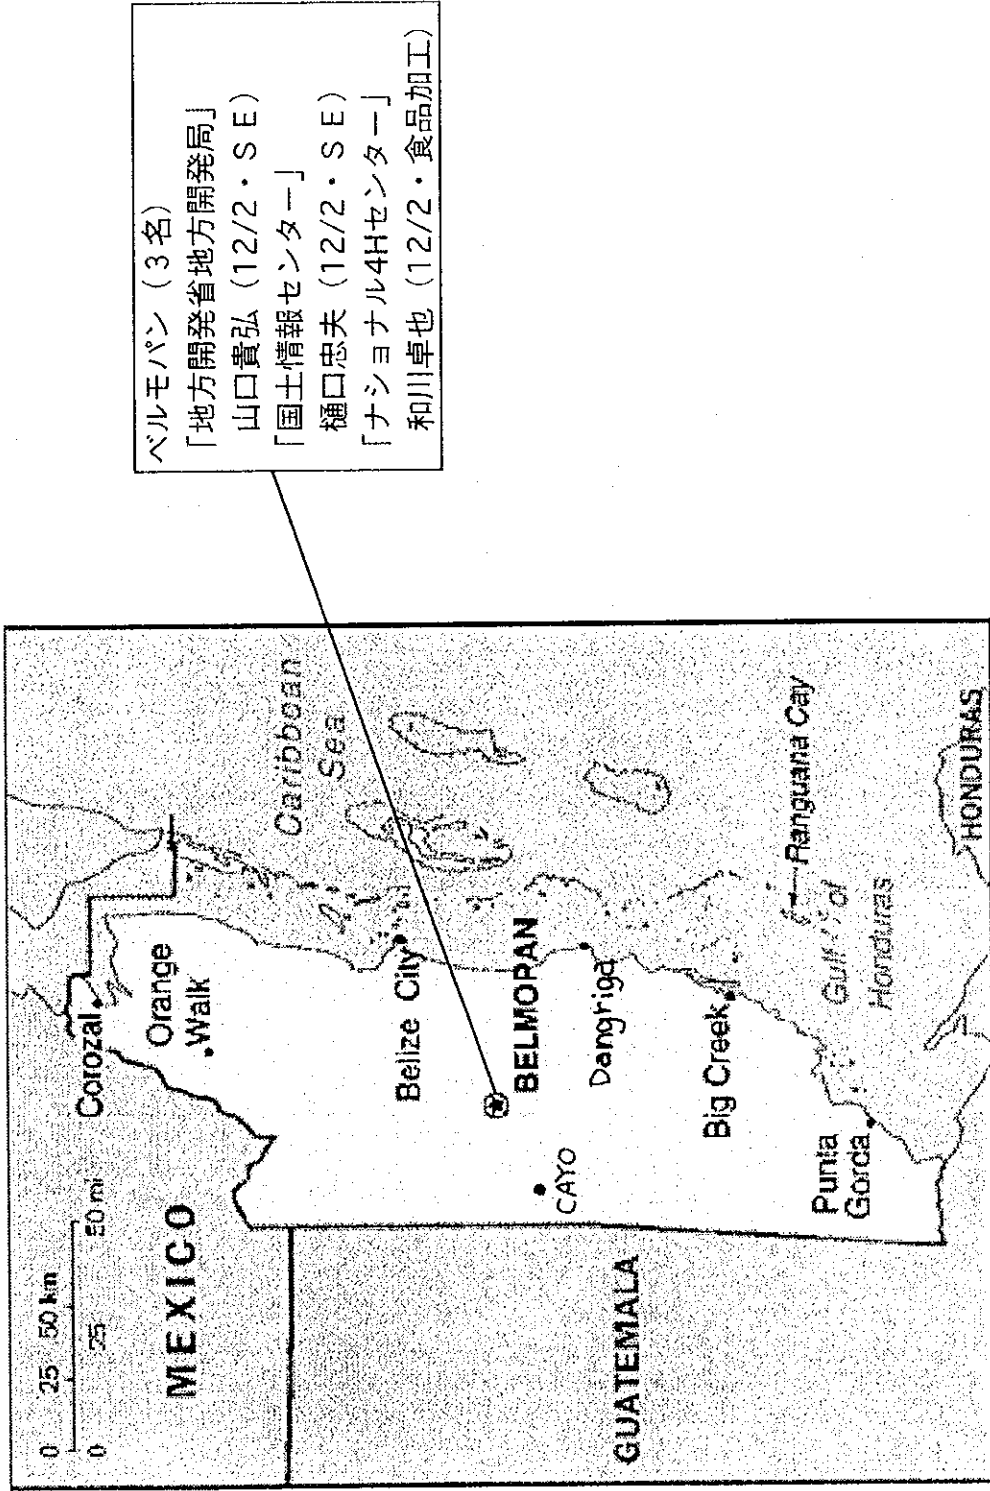 ベルモパン（3名）
「地方開発省地方開発局」
山口貴弘（12/2・ＳＥ）
「国土情報センター」
樋口忠夫（12/2・ＳＥ）
「ナショナル4Hセンター」
和川卓也（12/2・食品加工）
0 25 50 km
0 25 50 mi
MEXICO
Corozal
Orange
Walk
Caribbean
Sea
Belize City
BELMOPAN
CAYO
Dangriga
GUATEMALA
Big Creek
Ranguana Cay
Gulf of
Honduras
Punta
Gorda
HONDURAS